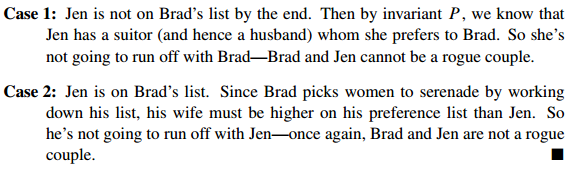 Case 1: Jen is not on Brad's list by the end. Then by invariant P, we know that
Jen has a suitor (and hence a husband) whom she prefers to Brad. So she's
not going to run off with Brad—Brad and Jen cannot be a rogue couple.
Case 2: Jen is on Brad's list. Since Brad picks women to serenade by working
down his list, his wife must be higher on his preference list than Jen. So
he's not going to run off with Jen—once again, Brad and Jen are not a rogue
couple. ■